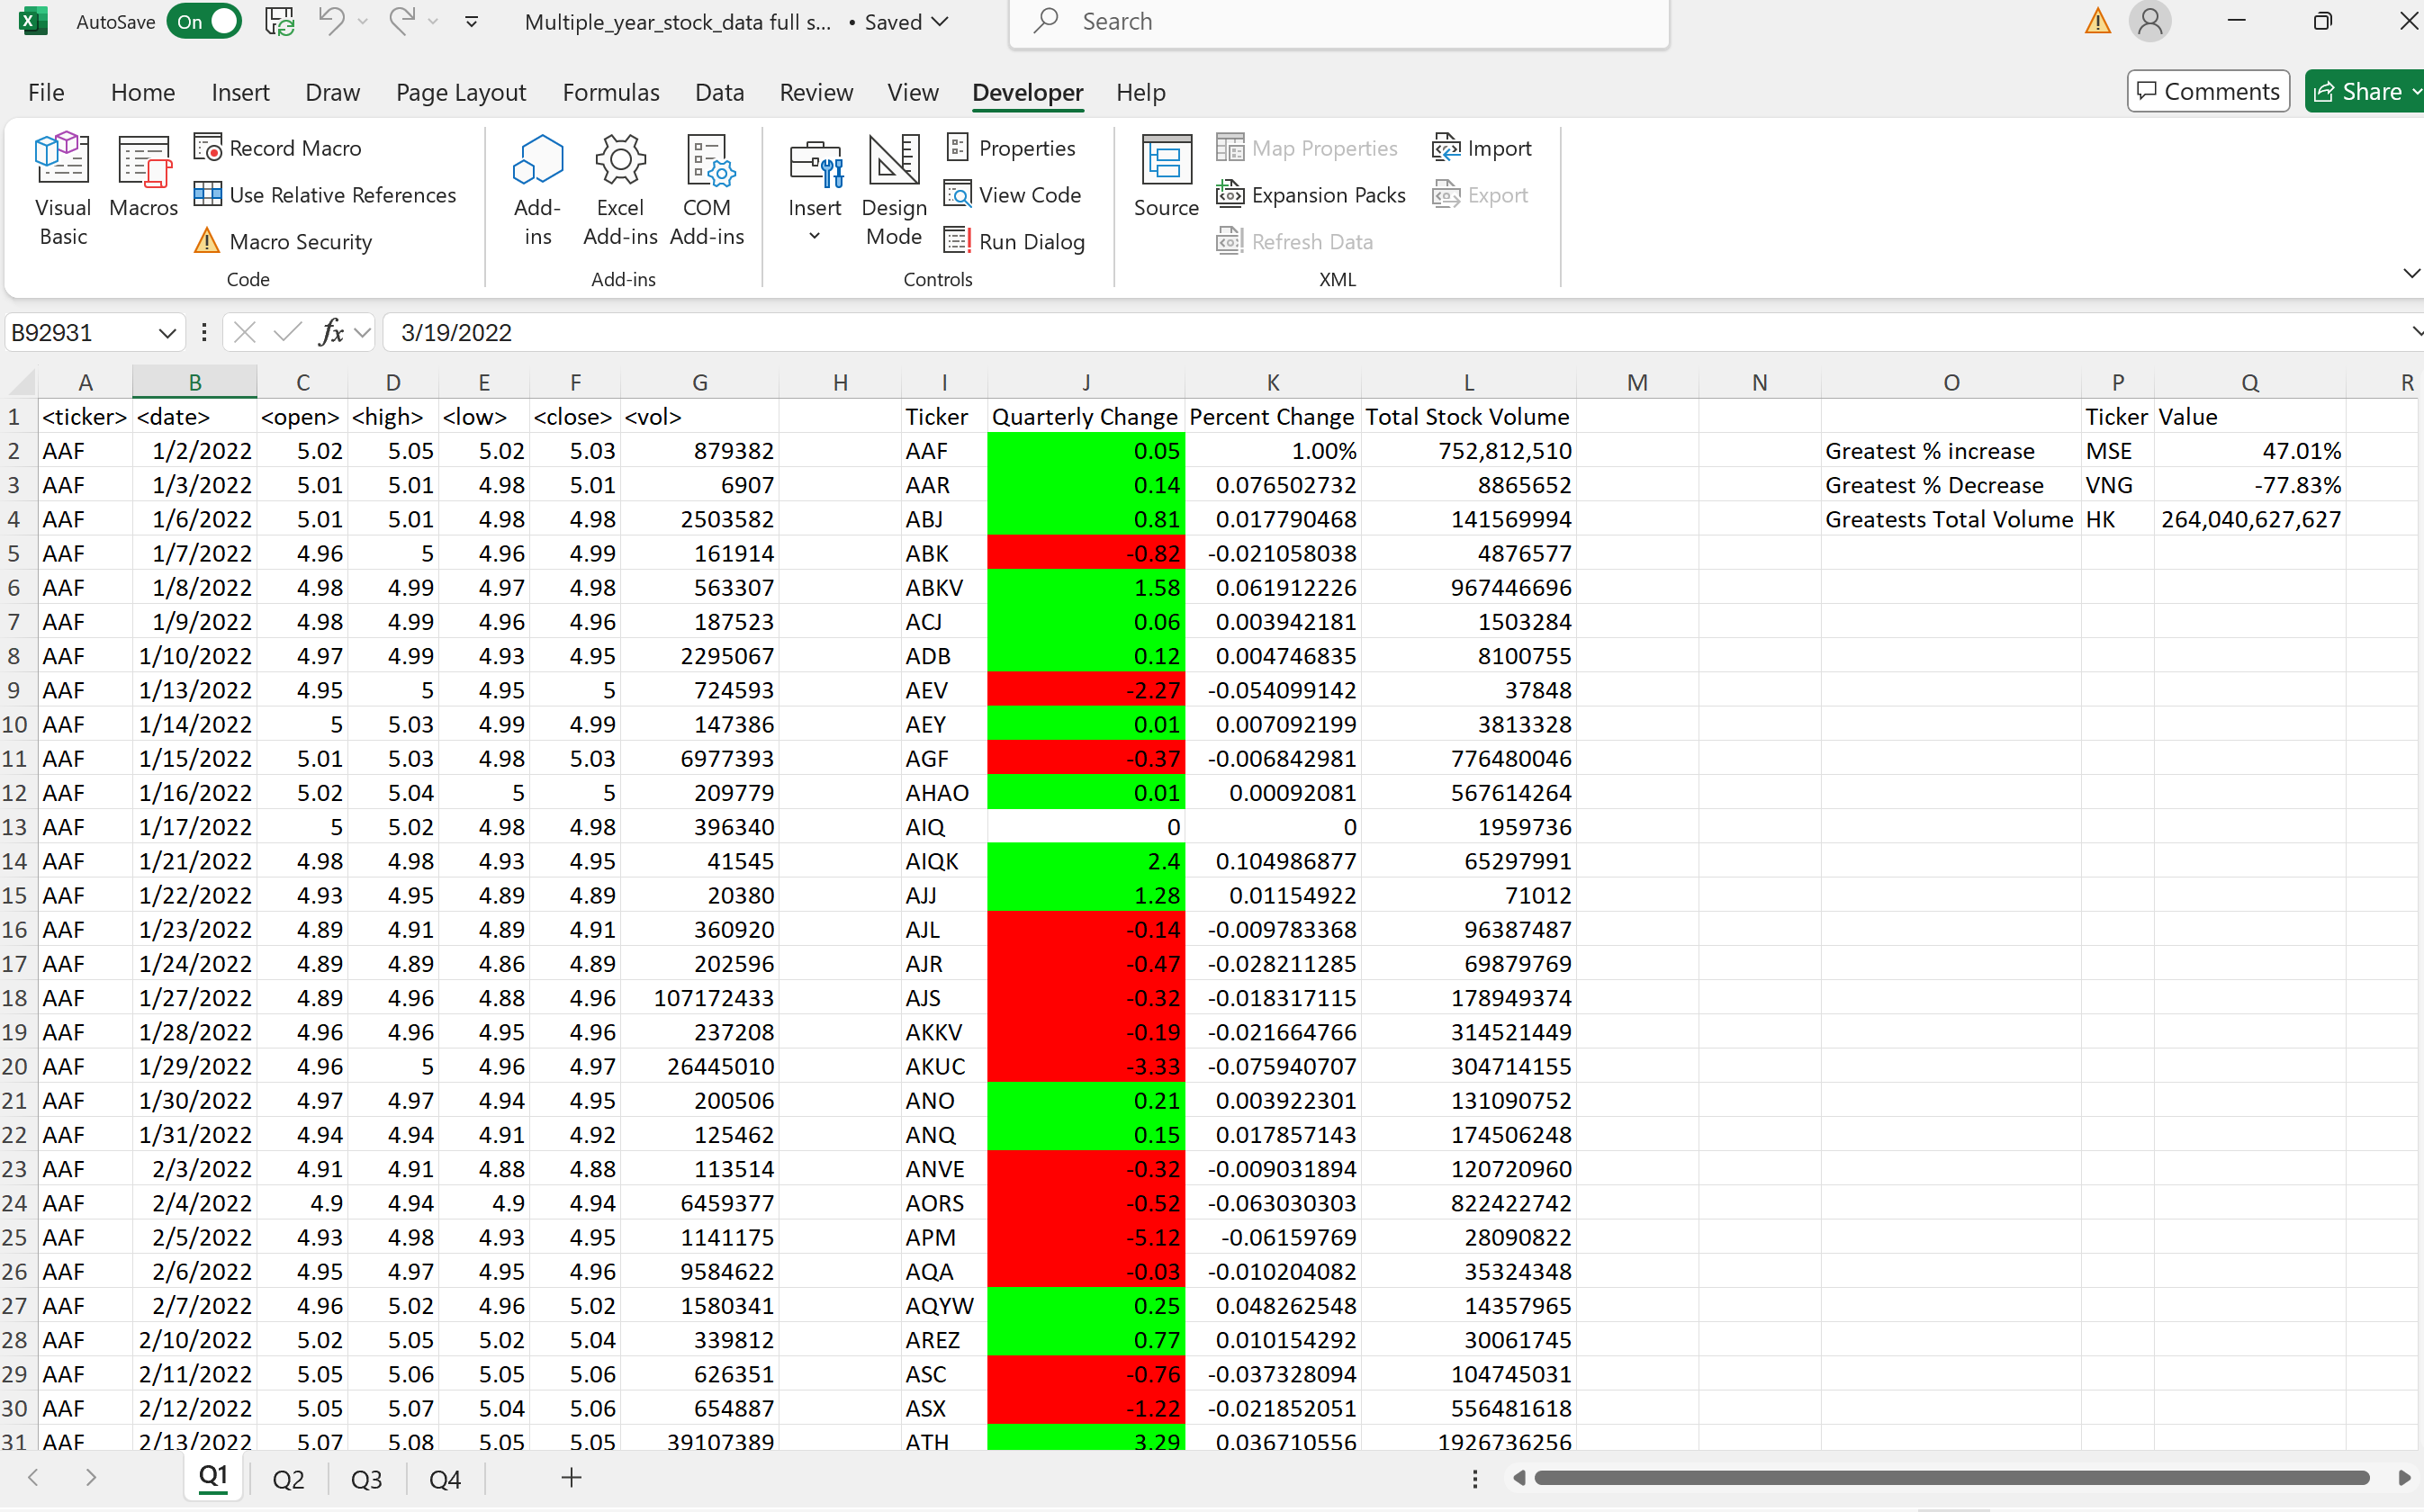 AutoSave On Multiple_year_stock_data full s... • Saved Search
File Home Insert Draw Page Layout Formulas Data Review View Developer Help Comments Share
Visual Basic Macros Record Macro Use Relative References Macro Security Code
Add-ins Excel Add-ins COM Add-ins Add-ins
Insert Design Mode Properties View Code Run Dialog Controls
Source Map Properties Expansion Packs Refresh Data Import Export XML
B92931 fx 3/19/2022
A B C D E F G H I J K L M N O P Q R
1 <ticker> <date> <open> <high> <low> <close> <vol> Ticker Quarterly Change Percent Change Total Stock Volume Ticker Value
2 AAF 1/2/2022 5.02 5.05 5.02 5.03 879382 AAF 0.05 1.00% 752,812,510 Greatest % increase MSE 47.01%
3 AAF 1/3/2022 5.01 5.01 4.98 5.01 6907 AAR 0.14 0.076502732 8865652 Greatest % Decrease VNG -77.83%
4 AAF 1/6/2022 5.01 5.01 4.98 4.98 2503582 ABJ 0.81 0.017790468 141569994 Greatests Total Volume HK 264,040,627,627
5 AAF 1/7/2022 4.96 5 4.96 4.99 161914 ABK -0.82 -0.021058038 4876577
6 AAF 1/8/2022 4.98 4.99 4.97 4.98 563307 ABKV 1.58 0.061912226 967446696
7 AAF 1/9/2022 4.98 4.99 4.96 4.96 187523 ACJ 0.06 0.003942181 1503284
8 AAF 1/10/2022 4.97 4.99 4.93 4.95 2295067 ADB 0.12 0.004746835 8100755
9 AAF 1/13/2022 4.95 5 4.95 5 724593 AEV -2.27 -0.054099142 37848
10 AAF 1/14/2022 5 5.03 4.99 4.99 147386 AEY 0.01 0.007092199 3813328
11 AAF 1/15/2022 5.01 5.03 4.98 5.03 6977393 AGF -0.37 -0.006842981 776480046
12 AAF 1/16/2022 5.02 5.04 5 5 209779 AHAO 0.01 0.00092081 567614264
13 AAF 1/17/2022 5 5.02 4.98 4.98 396340 AIQ 0 0 1959736
14 AAF 1/21/2022 4.98 4.98 4.93 4.95 41545 AIQK 2.4 0.104986877 65297991
15 AAF 1/22/2022 4.93 4.95 4.89 4.89 20380 AJJ 1.28 0.01154922 71012
16 AAF 1/23/2022 4.89 4.91 4.89 4.91 360920 AJL -0.14 -0.009783368 96387487
17 AAF 1/24/2022 4.89 4.89 4.86 4.89 202596 AJR -0.47 -0.028211285 69879769
18 AAF 1/27/2022 4.89 4.96 4.88 4.96 107172433 AJS -0.32 -0.018317115 178949374
19 AAF 1/28/2022 4.96 4.96 4.95 4.96 237208 AKKV -0.19 -0.021664766 314521449
20 AAF 1/29/2022 4.96 5 4.96 4.97 26445010 AKUC -3.33 -0.075940707 304714155
21 AAF 1/30/2022 4.97 4.97 4.94 4.95 200506 ANO 0.21 0.003922301 131090752
22 AAF 1/31/2022 4.94 4.94 4.91 4.92 125462 ANQ 0.15 0.017857143 174506248
23 AAF 2/3/2022 4.91 4.91 4.88 4.88 113514 ANVE -0.32 -0.009031894 120720960
24 AAF 2/4/2022 4.9 4.94 4.9 4.94 6459377 AORS -0.52 -0.063030303 822422742
25 AAF 2/5/2022 4.93 4.98 4.93 4.95 1141175 APM -5.12 -0.06159769 28090822
26 AAF 2/6/2022 4.95 4.97 4.95 4.96 9584622 AQA -0.03 -0.010204082 35324348
27 AAF 2/7/2022 4.96 5.02 4.96 5.02 1580341 AQYW 0.25 0.048262548 14357965
28 AAF 2/10/2022 5.02 5.05 5.02 5.04 339812 AREZ 0.77 0.010154292 30061745
29 AAF 2/11/2022 5.05 5.06 5.05 5.06 626351 ASC -0.76 -0.037328094 104745031
30 AAF 2/12/2022 5.05 5.07 5.04 5.06 654887 ASX -1.22 -0.021852051 556481618
31 AAF 2/13/2022 5.07 5.08 5.05 5.05 39107389 ATH 3.29 0.036710556 1926736256
Q1 Q2 Q3 Q4